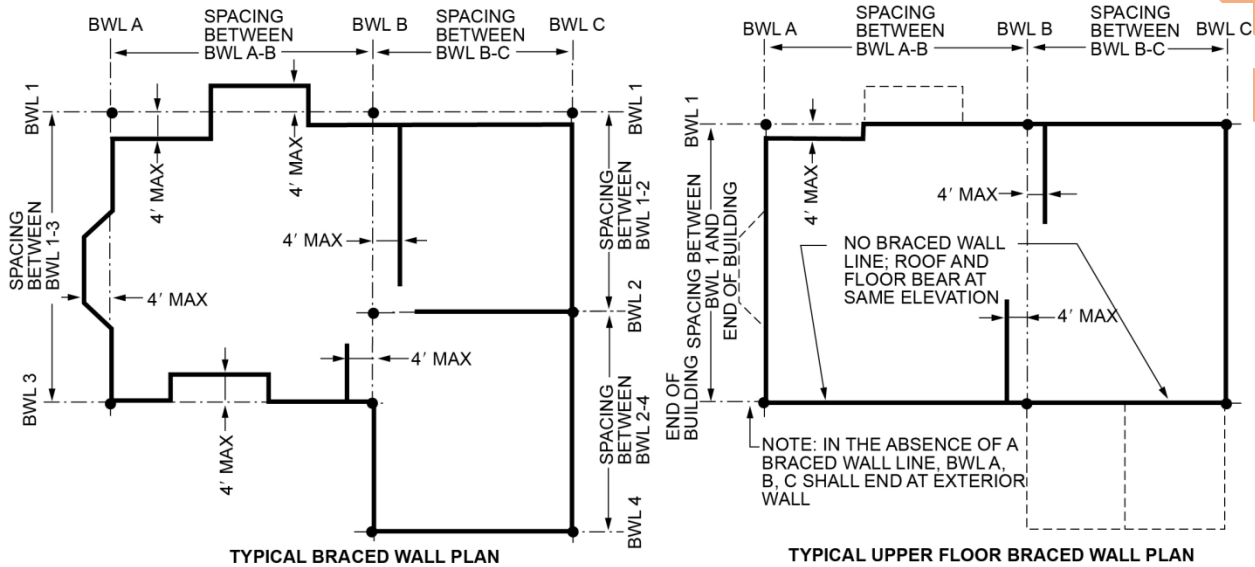 BWL A
SPACING
BETWEEN
BWL A-B
BWL B
SPACING
BETWEEN
BWL B-C
BWL C
BWL 1
BWL 1
4′ MAX
4′ MAX
SPACING
BETWEEN
BWL 1-3
4′ MAX
SPACING
BETWEEN
BWL 1-2
4′ MAX
BWL 2
4′ MAX
BWL 3
4′ MAX
SPACING
BETWEEN
BWL 2-4
BWL 4
TYPICAL BRACED WALL PLAN
BWL A
SPACING
BETWEEN
BWL A-B
BWL B
SPACING
BETWEEN
BWL B-C
BWL C
BWL 1
4′ MAX
4′ MAX
SPACING BETWEEN
BWL 1 AND
END OF BUILDING
NO BRACED WALL
LINE; ROOF AND
FLOOR BEAR AT
SAME ELEVATION
4′ MAX
END OF
BUILDING
NOTE: IN THE ABSENCE OF A
BRACED WALL LINE, BWL A,
B, C SHALL END AT EXTERIOR
WALL
TYPICAL UPPER FLOOR BRACED WALL PLAN